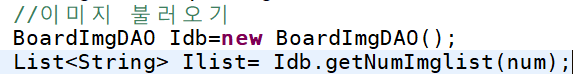 //이미지 불러오기
BoardImgDAO Idb=new BoardImgDAO();
List<String> Ilist= Idb.getNumImglist(num);